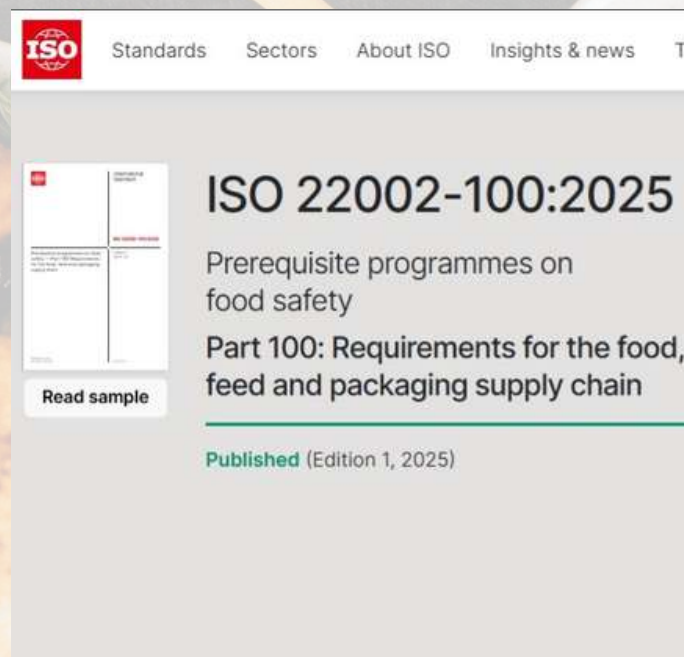 ISO
Standards Sectors About ISO Insights & news T
ISO 22002-100:2025
Prerequisite programmes on
food safety
Part 100: Requirements for the food,
feed and packaging supply chain
Read sample
Published (Edition 1, 2025)